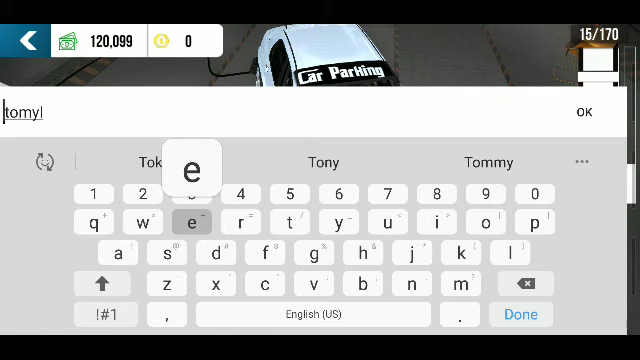 120,099 0 15/170
Car Parking
tomyl OK
Tok Tony Tommy ...
e
1 2 3 4 5 6 7 8 9 0
q w e r t y u i o p
a s d f g h j k l
z x c v b n m
!#1 , English (US) . Done